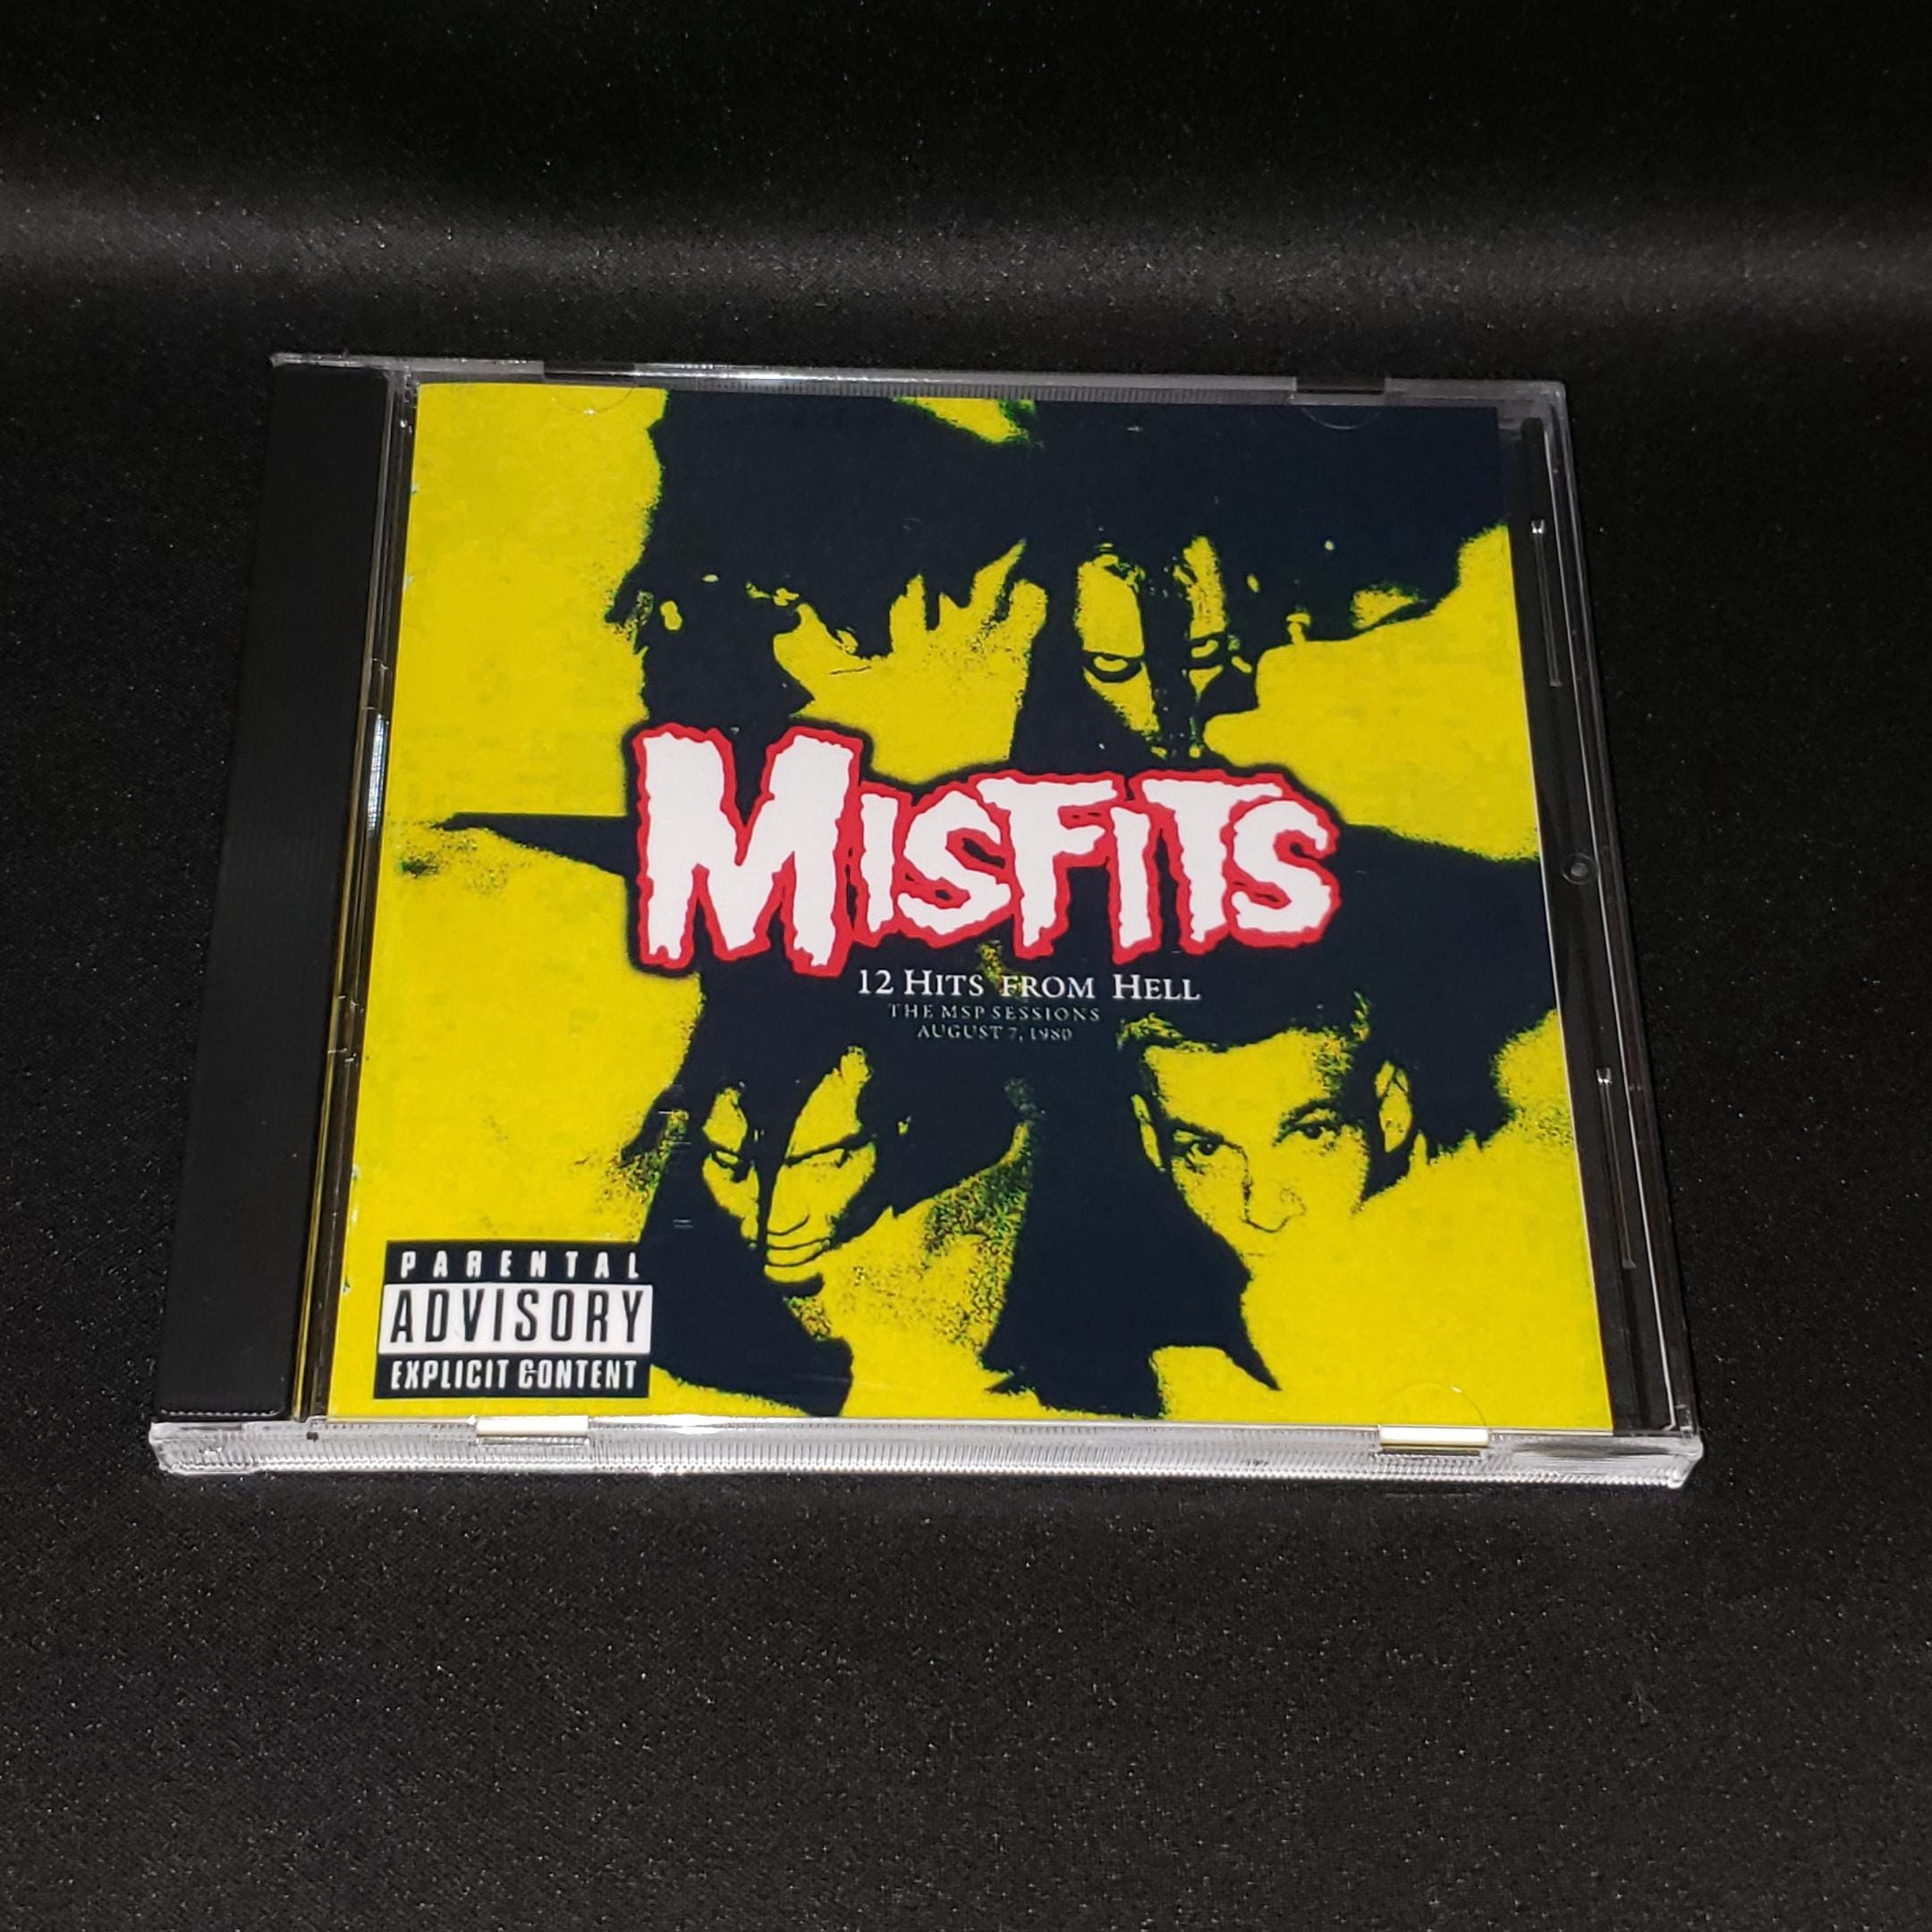 MISFITS
12 HITS FROM HELL
THE MSP SESSIONS
AUGUST 7, 1980
PARENTAL
ADVISORY
EXPLICIT CONTENT